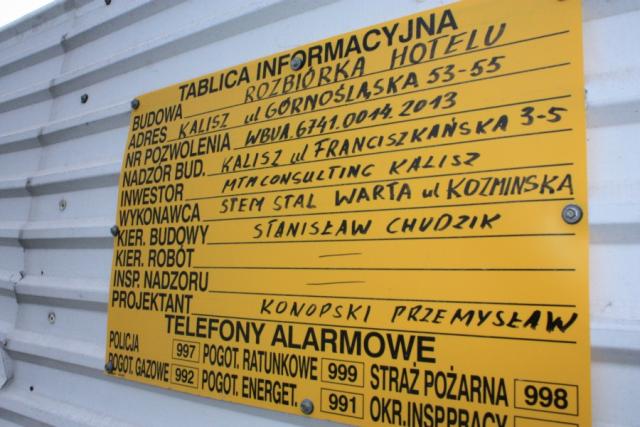 TABLICA INFORMACYJNA
BUDOWA ROZBIÓRKA HOTELU
ADRES KALISZ ul GÓRNOŚLĄSKA 53-55
NR POZWOLENIA WBUA.6741.0014.2013
NADZÓR BUD. KALISZ ul FRANCISZKAŃSKA 3-5
INWESTOR MTM CONSULTING KALISZ
WYKONAWCA STEM STAL WARTA ul KOZMINSKA
KIER. BUDOWY STANISŁAW CHUDZIK
KIER. ROBÓT —
INSP. NADZORU —
PROJEKTANT KONOPSKI PRZEMYSŁAW
TELEFONY ALARMOWE
POLICJA 997 POGOT. RATUNKOWE 999 STRAŻ POŻARNA 998
POGOT. GAZOWE 992 POGOT. ENERGET. 991 OKR.INSP.PRACY